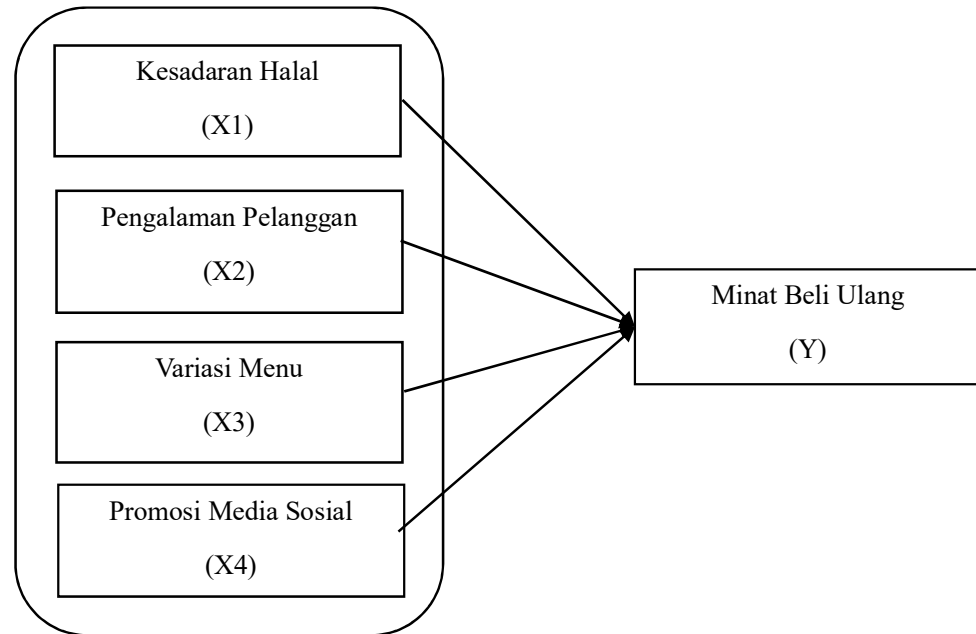 Kesadaran Halal
(X1)
Pengalaman Pelanggan
(X2)
Variasi Menu
(X3)
Promosi Media Sosial
(X4)
Minat Beli Ulang
(Y)